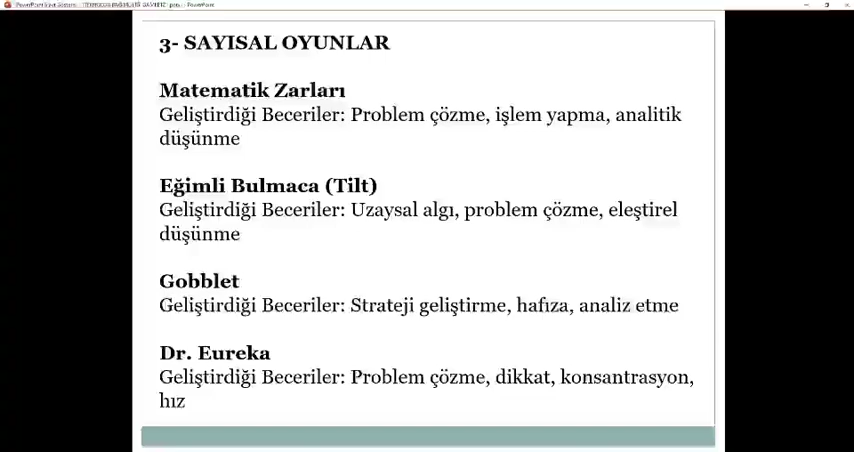 3- SAYISAL OYUNLAR
Matematik Zarları
Geliştirdiği Beceriler: Problem çözme, işlem yapma, analitik
düşünme
Eğimli Bulmaca (Tilt)
Geliştirdiği Beceriler: Uzaysal algı, problem çözme, eleştirel
düşünme
Gobblet
Geliştirdiği Beceriler: Strateji geliştirme, hafıza, analiz etme
Dr. Eureka
Geliştirdiği Beceriler: Problem çözme, dikkat, konsantrasyon,
hız